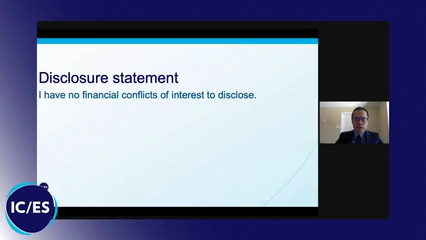 Disclosure statement
I have no financial conflicts of interest to disclose.
IC/ES